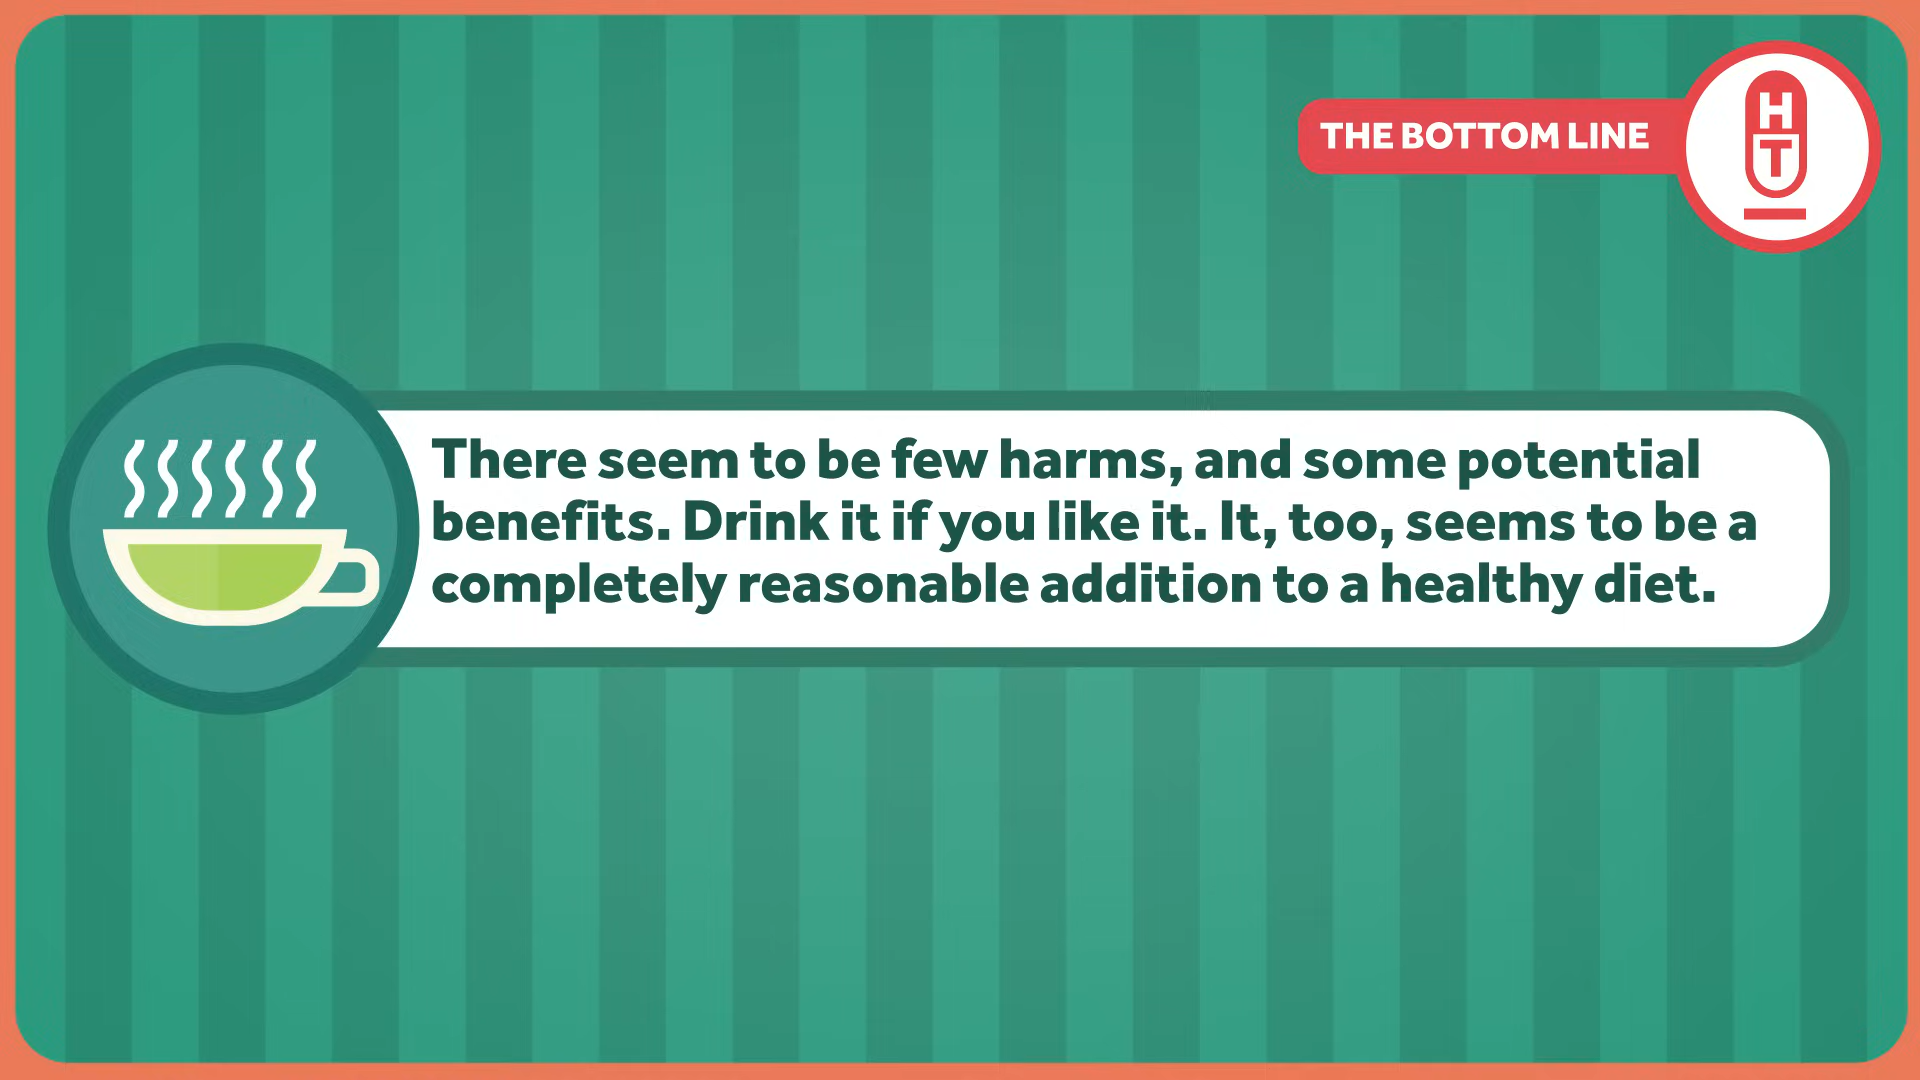 THE BOTTOM LINE
H
T
There seem to be few harms, and some potential
benefits. Drink it if you like it. It, too, seems to be a
completely reasonable addition to a healthy diet.